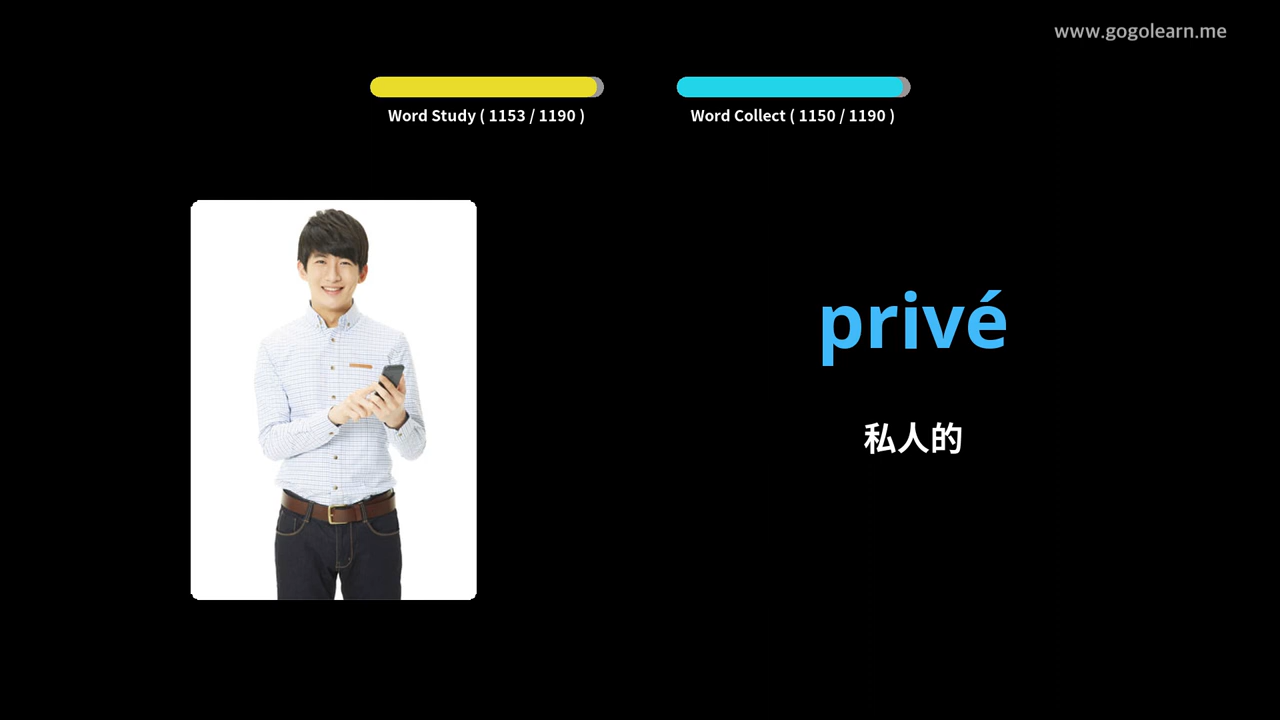 www.gogolearn.me
Word Study ( 1153 / 1190 )
Word Collect ( 1150 / 1190 )
privé
私人的